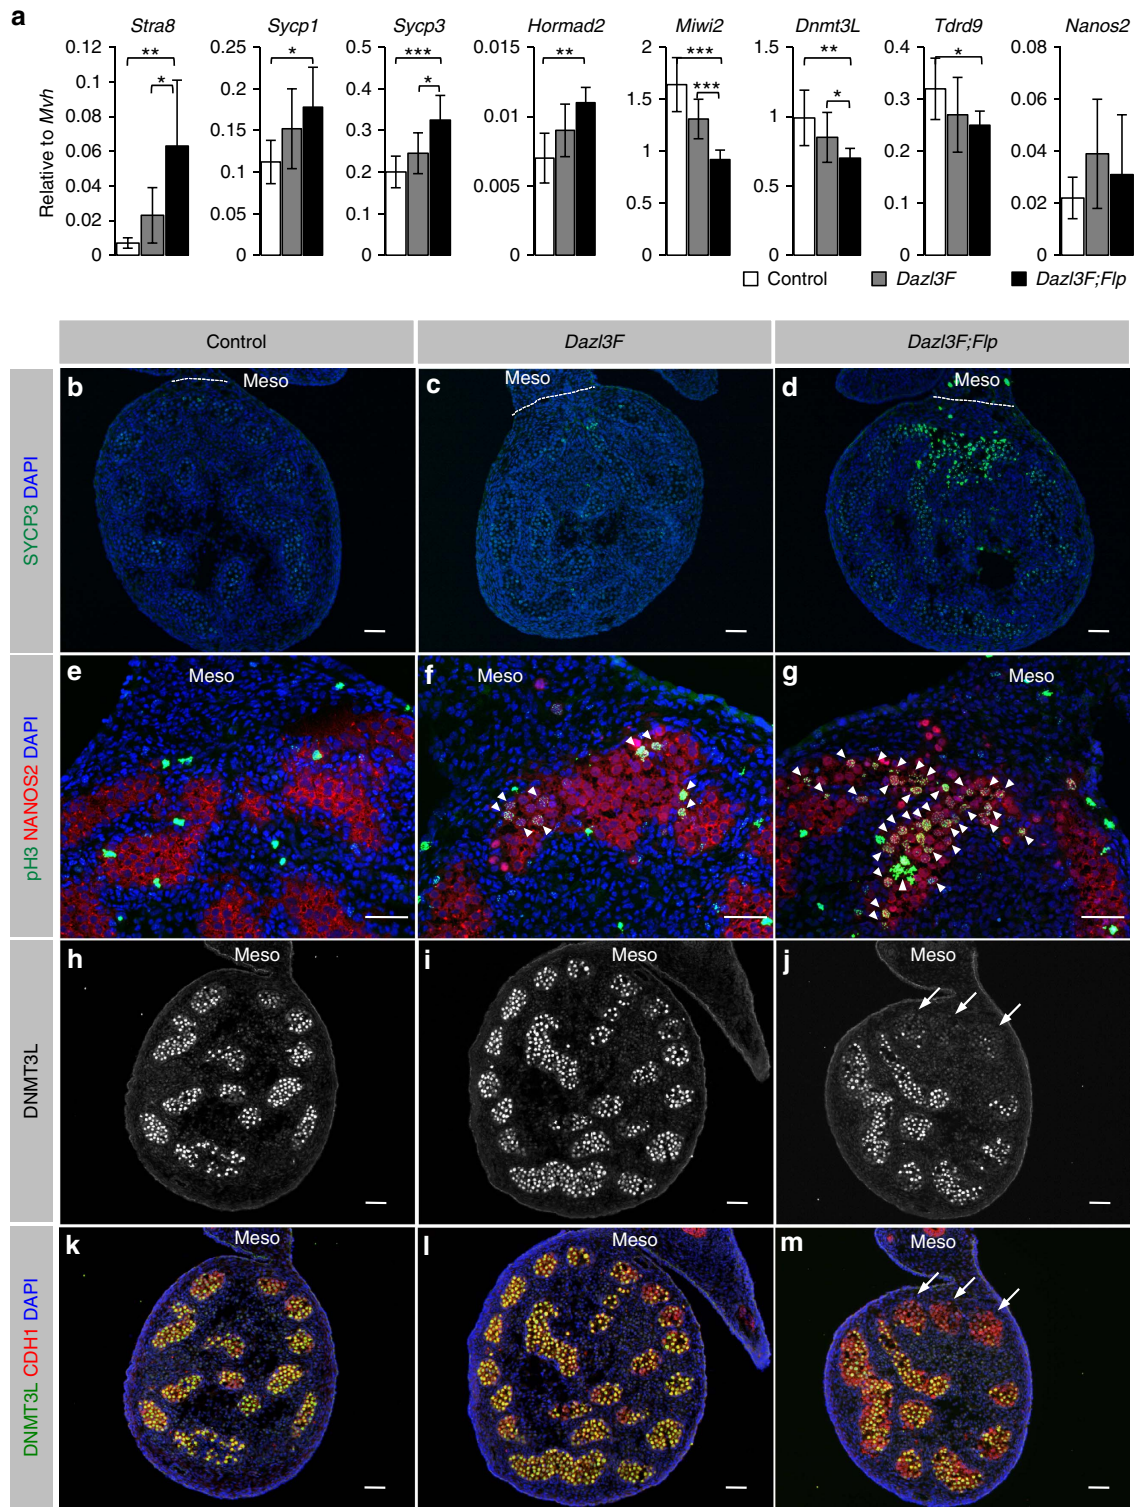 a
Stra8 Sycp1 Sycp3 Hormad2 Miwi2 Dnmt3L Tdrd9 Nanos2
Relative to Mvh
0.12
0.1
0.08
0.06
0.04
0.02
0
** *
0.25
0.2
0.15
0.1
0.05
0
*
0.5
0.4
0.3
0.2
0.1
0
*** *
0.015
0.01
0.005
0
**
2
1.5
1
0.5
0
*** ***
1.5
1
0.5
0
** *
0.4
0.3
0.2
0.1
0
*
0.08
0.06
0.04
0.02
0
Control Dazl3F Dazl3F;Flp
Control Dazl3F Dazl3F;Flp
SYCP3 DAPI
b Meso
c Meso
d Meso
pH3 NANOS2 DAPI
e Meso
f Meso
g Meso
DNMT3L
h Meso
i Meso
j Meso
DNMT3L CDH1 DAPI
k Meso
l Meso
m Meso